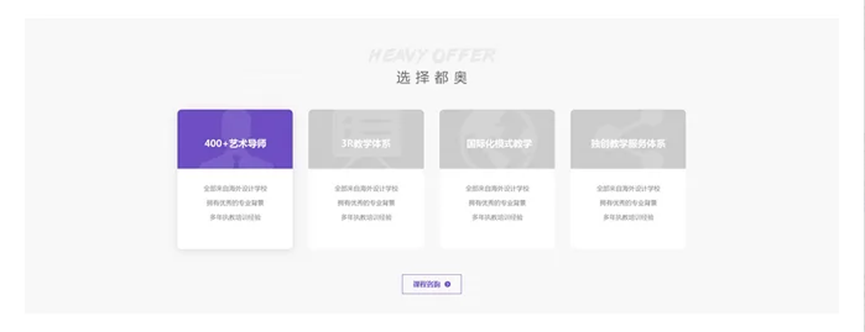 HEAVY OFFER
选择都奥
400+艺术导师
3R教学体系
国际化模式教学
独创教学服务体系
全部来自海外设计学校
拥有优秀的专业背景
多年执教培训经验
全部来自海外设计学校
拥有优秀的专业背景
多年执教培训经验
全部来自海外设计学校
拥有优秀的专业背景
多年执教培训经验
全部来自海外设计学校
拥有优秀的专业背景
多年执教培训经验
课程咨询